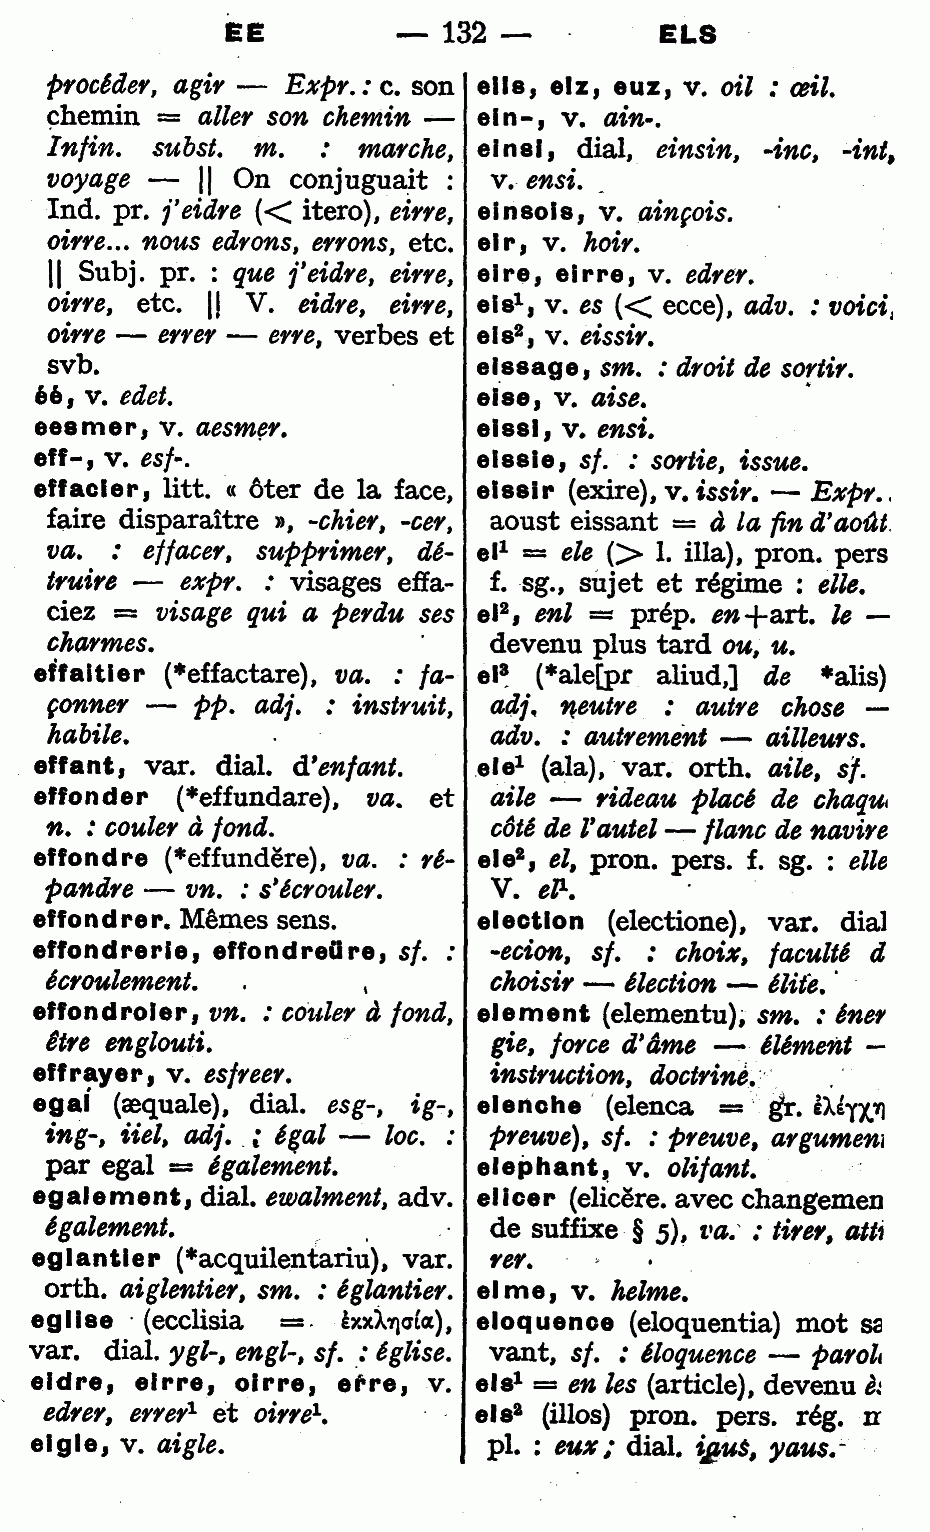 EE — 132 — ELS
procéder, agir — Expr. : c. son
chemin = aller son chemin —
Infin. subst. m. : marche,
voyage — || On conjuguait :
Ind. pr. j'eidre (< itero), eirre,
oirre... nous edrons, errons, etc.
|| Subj. pr. : que j'eidre, eirre,
oirre, etc. || V. eidre, eirre,
oirre — errer — erre, verbes et
svb.
éé, v. edet.
eesmer, v. aesmer.
eff-, v. esf-.
effacier, litt. « ôter de la face,
faire disparaître », -chier, -cer,
va. : effacer, supprimer, dé-
truire — expr. : visages effa-
ciez = visage qui a perdu ses
charmes.
effaitier (*effactare), va. : fa-
çonner — pp. adj. : instruit,
habile.
effant, var. dial. d'enfant.
effonder (*effundare), va. et
n. : couler à fond.
effondre (*effundĕre), va. : ré-
pandre — vn. : s'écrouler.
effondrer. Mêmes sens.
effondrerie, effondreüre, sf. :
écroulement.
effondroier, vn. : couler à fond,
être englouti.
effrayer, v. esfreer.
egal (æquale), dial. esg-, ig-,
ing-, iiel, adj. : égal — loc. :
par egal = également.
egalement, dial. ewalment, adv.
également.
eglantier (*acquilentariu), var.
orth. aiglentier, sm. : églantier.
eglise (ecclisia = ἐκκλησία),
var. dial. ygl-, engl-, sf. : église.
eidre, eirre, oirre, erre, v.
edrer, errer¹ et oirre¹.
eigle, v. aigle.
eils, elz, euz, v. oil : œil.
ein-, v. ain-.
einsi, dial, einsin, -inc, -int,
v. ensi.
einsois, v. ainçois.
eir, v. hoir.
eire, eirre, v. edrer.
eis¹, v. es (< ecce), adv. : voici,
eis², v. eissir.
eissage, sm. : droit de sortir.
eise, v. aise.
eissi, v. ensi.
eissie, sf. : sortie, issue.
eissir (exire), v. issir. — Expr.
aoust eissant = à la fin d'août
el¹ = ele (> l. illa), pron. pers
f. sg., sujet et régime : elle.
el², enl = prép. en+art. le —
devenu plus tard ou, u.
el³ (*ale[pr aliud,] de *alis)
adj. neutre : autre chose —
adv. : autrement — ailleurs.
ele¹ (ala), var. orth. aile, sf.
aile — rideau placé de chaqu
côté de l'autel — flanc de navire
ele², el, pron. pers. f. sg. : elle
V. el¹.
election (electione), var. dial
-ecion, sf. : choix, faculté d
choisir — élection — élite.
element (elementu), sm. : éner
gie, force d'âme — élément —
instruction, doctrine.
elenche (elenca = gr. ἐλέγχη
preuve), sf. : preuve, argumen
elephant, v. olifant.
elicer (elicĕre. avec changemen
de suffixe § 5), va. : tirer, atti
rer.
elme, v. helme.
eloquence (eloquentia) mot sa
vant, sf. : éloquence — parol
els¹ = en les (article), devenu è
els² (illos) pron. pers. rég.
pl. : eux ; dial. yaus.